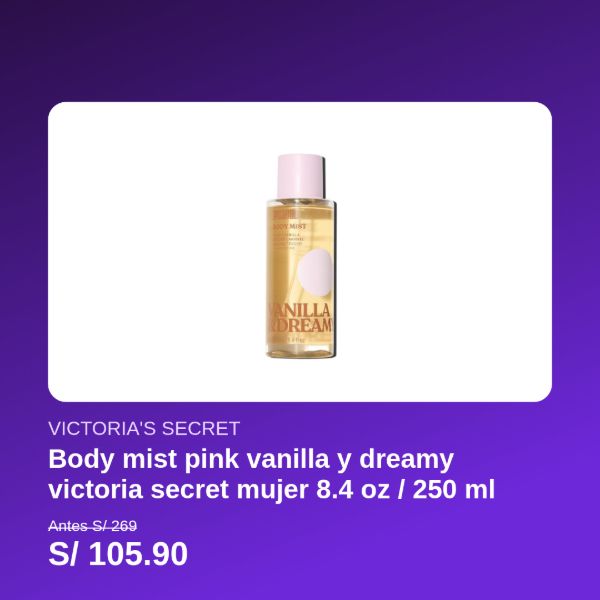 BODY MIST
VANILLA
&DREAMY
VICTORIA'S SECRET
Body mist pink vanilla y dreamy
victoria secret mujer 8.4 oz / 250 ml
Antes S/ 269
S/ 105.90